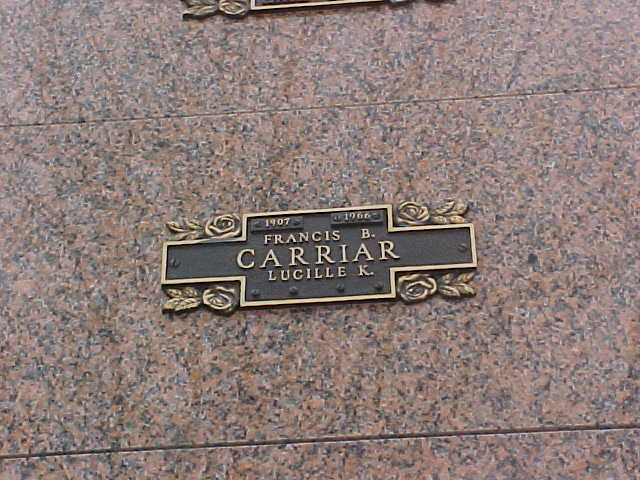 1907 1966
FRANCIS B.
CARRIAR
LUCILLE K.